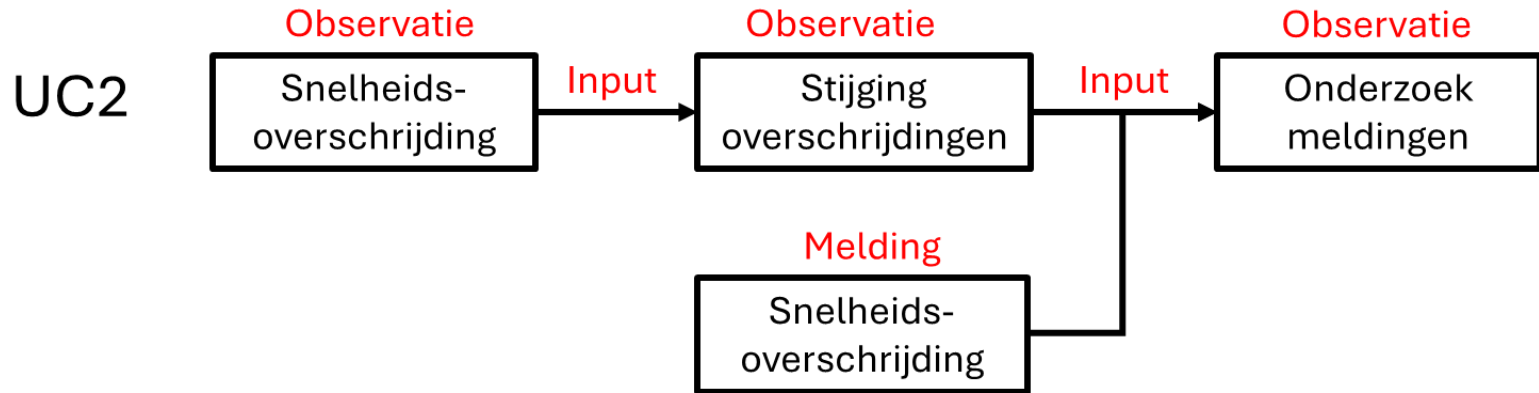 Observatie
Observatie
Observatie
UC2
Snelheids-
overschrijding
Input
Stijging
overschrijdingen
Input
Onderzoek
meldingen
Melding
Snelheids-
overschrijding